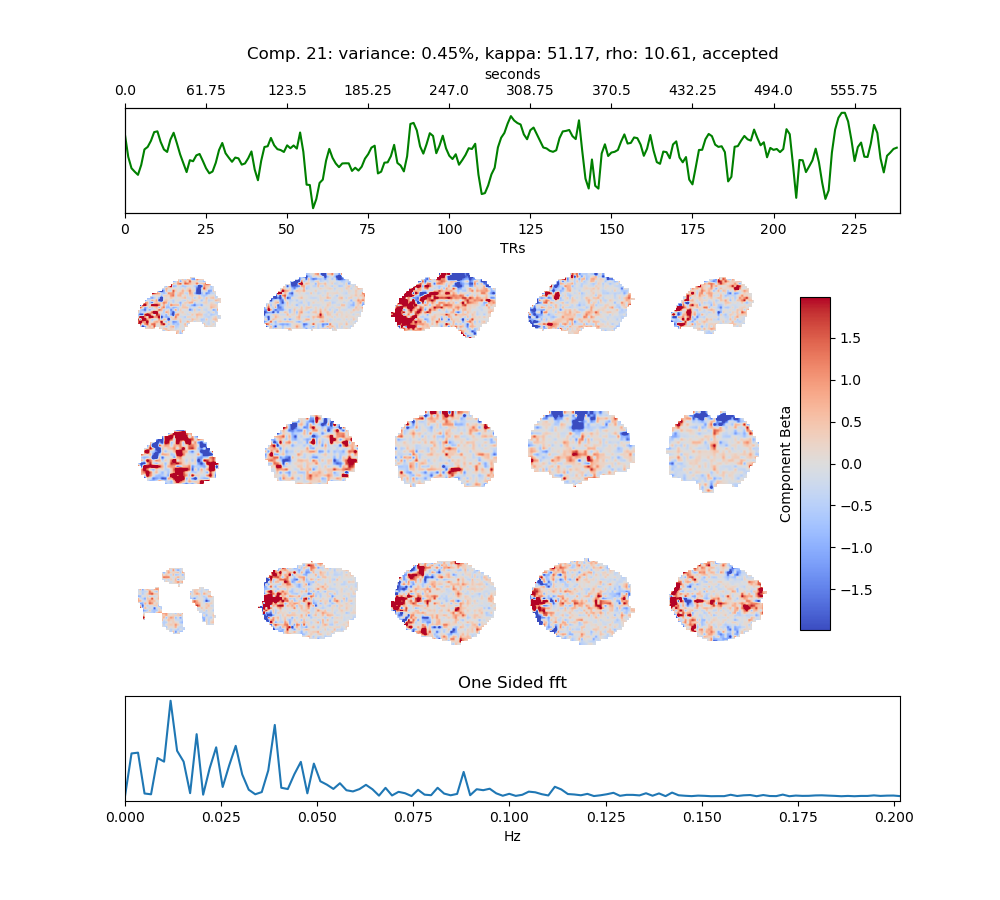 Comp. 21: variance: 0.45%, kappa: 51.17, rho: 10.61, accepted
seconds
0.0 61.75 123.5 185.25 247.0 308.75 370.5 432.25 494.0 555.75
0 25 50 75 100 125 150 175 200 225
TRs
1.5
1.0
0.5
0.0
−0.5
−1.0
−1.5
Component Beta
One Sided fft
0.000 0.025 0.050 0.075 0.100 0.125 0.150 0.175 0.200
Hz